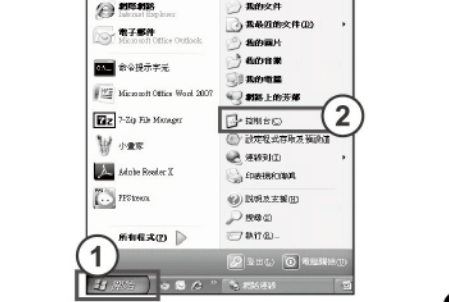 網際網路
Internet Explorer
電子郵件
Microsoft Office Outlook
命令提示字元
Microsoft Office Word 2007
7-Zip File Manager
小畫家
Adobe Reader X
PPStream
所有程式(P)
我的文件
我最近的文件(D)
我的圖片
我的音樂
我的電腦
網路上的芳鄰
控制台(C)
2
設定程式存取及預設值
連線到(T)
印表機和傳真
說明及支援(H)
搜尋(S)
執行(R)...
登出(L)
電腦關機(U)
1
開始
網路連線